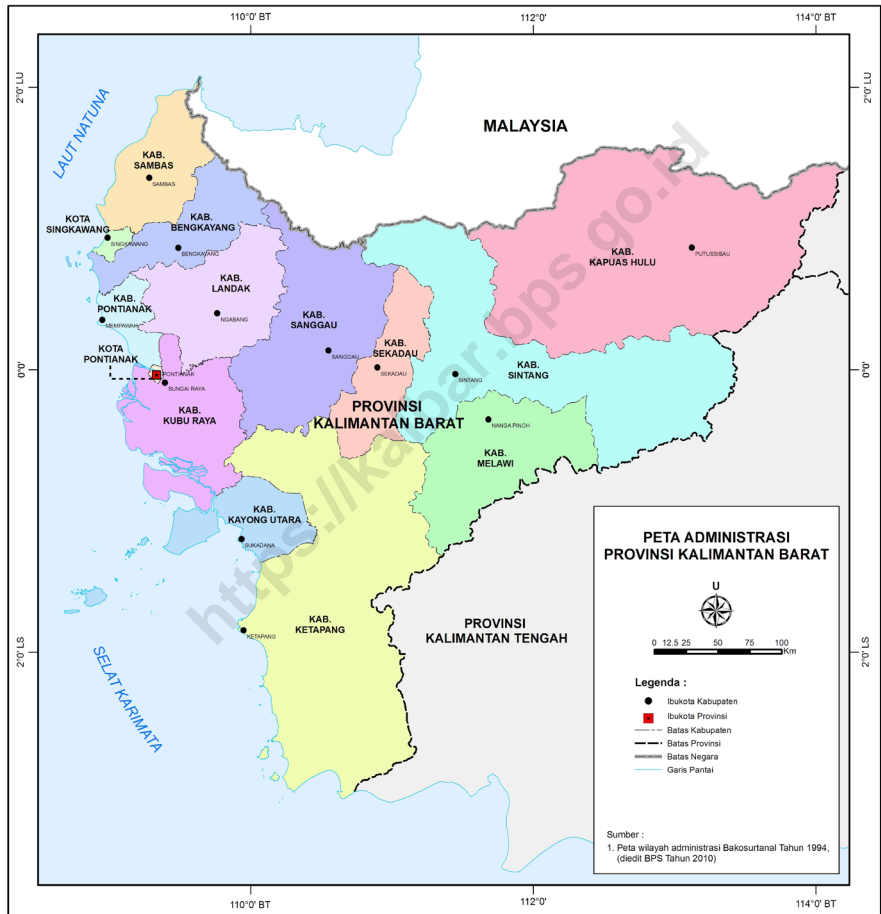 110°0' BT
112°0' BT
114°0' BT
2°0' LU
2°0' LU
LAUT NATUNA
MALAYSIA
KAB.
SAMBAS
SAMBAS
KOTA
SINGKAWANG
SINGKAWANG
KAB.
BENGKAYANG
BENGKAYANG
KAB.
KAPUAS HULU
PUTUSSIBAU
KAB.
LANDAK
NGABANG
KAB.
PONTIANAK
MEMPAWAH
KAB.
SANGGAU
SANGGAU
KAB.
SEKADAU
SEKADAU
KOTA
PONTIANAK
PONTIANAK
SUNGAI RAYA
KAB.
SINTANG
SINTANG
0°0'
0°0'
KAB.
KUBU RAYA
PROVINSI
KALIMANTAN BARAT
NANGA PINOH
KAB.
MELAWI
KAB.
KAYONG UTARA
SUKADANA
KAB.
KETAPANG
KETAPANG
PROVINSI
KALIMANTAN TENGAH
SELAT KARIMATA
2°0' LS
2°0' LS
https://kalbar.bps.go.id
PETA ADMINISTRASI
PROVINSI KALIMANTAN BARAT
U
0 12.5 25 50 75 100
Km
Legenda :
Ibukota Kabupaten
Ibukota Provinsi
Batas Kabupaten
Batas Provinsi
Batas Negara
Garis Pantai
Sumber :
1. Peta wilayah administrasi Bakosurtanal Tahun 1994,
(diedit BPS Tahun 2010)
110°0' BT
112°0' BT
114°0' BT